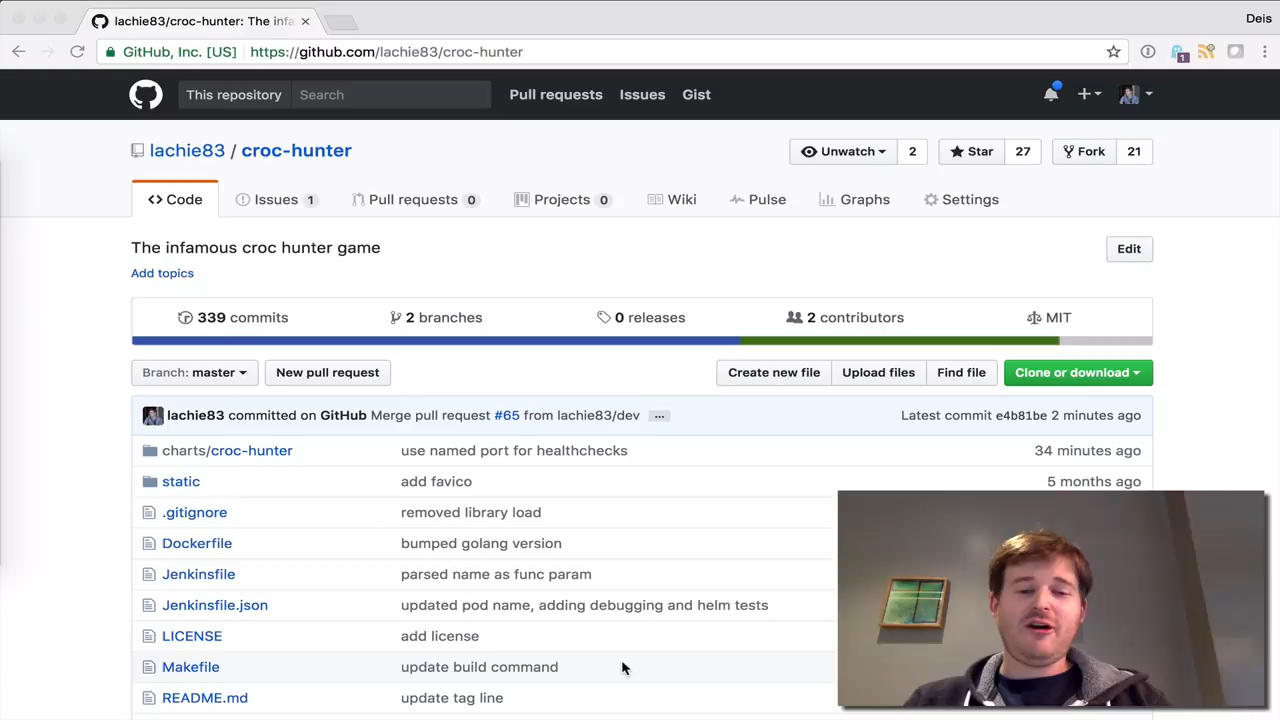 lachie83/croc-hunter: The infa
Deis
GitHub, Inc. [US] https://github.com/lachie83/croc-hunter
1
This repository Search Pull requests Issues Gist
lachie83 / croc-hunter Unwatch 2 Star 27 Fork 21
Code Issues 1 Pull requests 0 Projects 0 Wiki Pulse Graphs Settings
The infamous croc hunter game Edit
Add topics
339 commits 2 branches 0 releases 2 contributors MIT
Branch: master New pull request Create new file Upload files Find file Clone or download
lachie83 committed on GitHub Merge pull request #65 from lachie83/dev ... Latest commit e4b81be 2 minutes ago
charts/croc-hunter use named port for healthchecks 34 minutes ago
static add favico 5 months ago
.gitignore removed library load
Dockerfile bumped golang version
Jenkinsfile parsed name as func param
Jenkinsfile.json updated pod name, adding debugging and helm tests
LICENSE add license
Makefile update build command
README.md update tag line